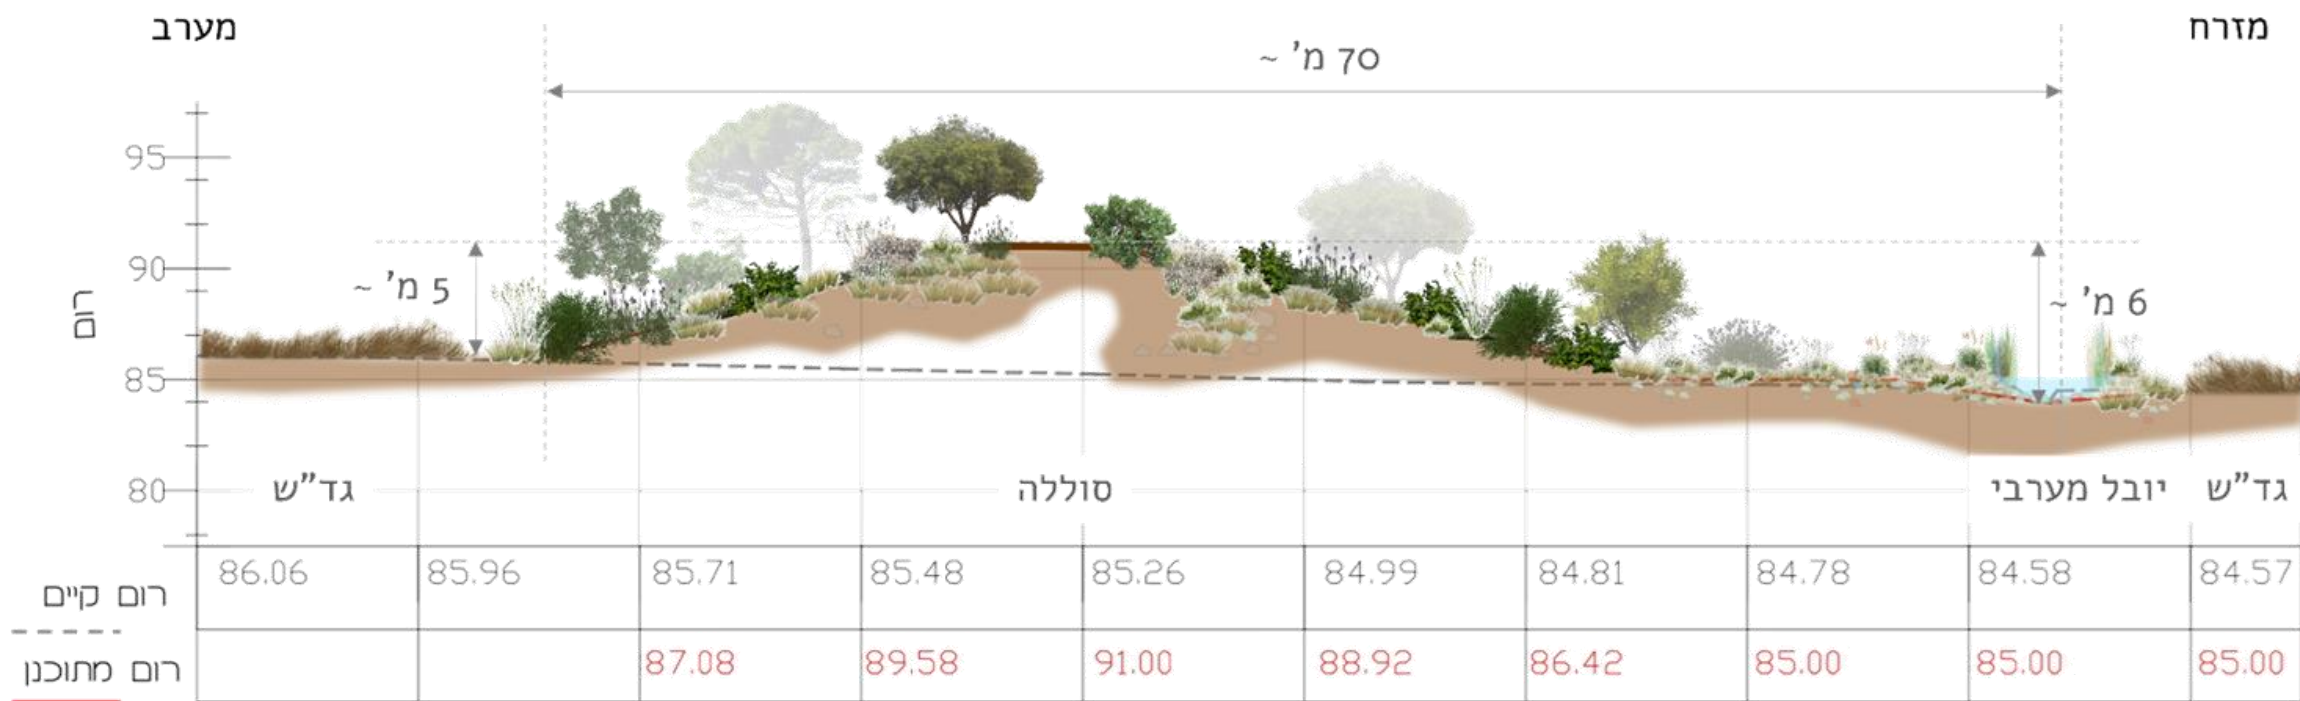 מערב
מזרח
~ 70 מ'
95
90
85
80
רום
~ 5 מ'
~ 6 מ'
גד"ש
סוללה
יובל מערבי
גד"ש
רום קיים
86.06 85.96 85.71 85.48 85.26 84.99 84.81 84.78 84.58 84.57
רום מתוכנן
87.08 89.58 91.00 88.92 86.42 85.00 85.00 85.00